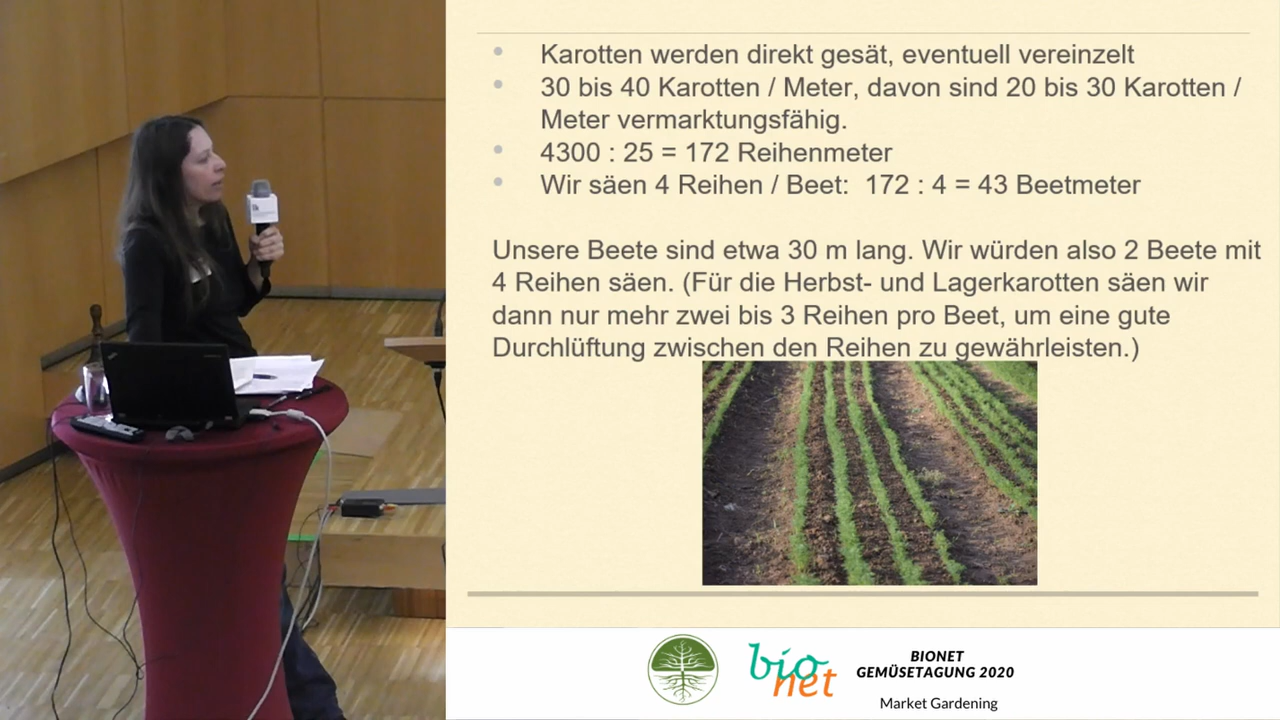 Karotten werden direkt gesät, eventuell vereinzelt
30 bis 40 Karotten / Meter, davon sind 20 bis 30 Karotten /
Meter vermarktungsfähig.
4300 : 25 = 172 Reihenmeter
Wir säen 4 Reihen / Beet:  172 : 4 = 43 Beetmeter
Unsere Beete sind etwa 30 m lang. Wir würden also 2 Beete mit
4 Reihen säen. (Für die Herbst- und Lagerkarotten säen wir
dann nur mehr zwei bis 3 Reihen pro Beet, um eine gute
Durchlüftung zwischen den Reihen zu gewährleisten.)
bio
net
BIONET
GEMÜSETAGUNG 2020
Market Gardening